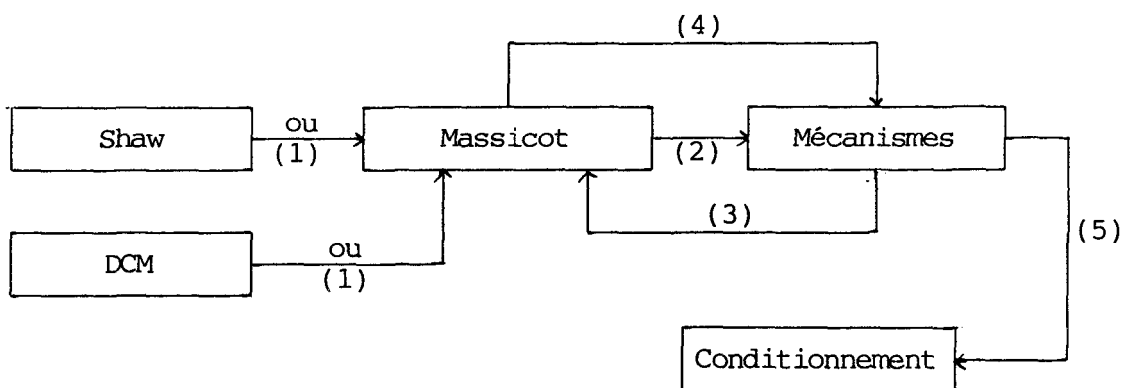 (4)
Shaw
ou
(1)
Massicot
(2)
Mécanismes
(3)
(5)
DCM
ou
(1)
Conditionnement